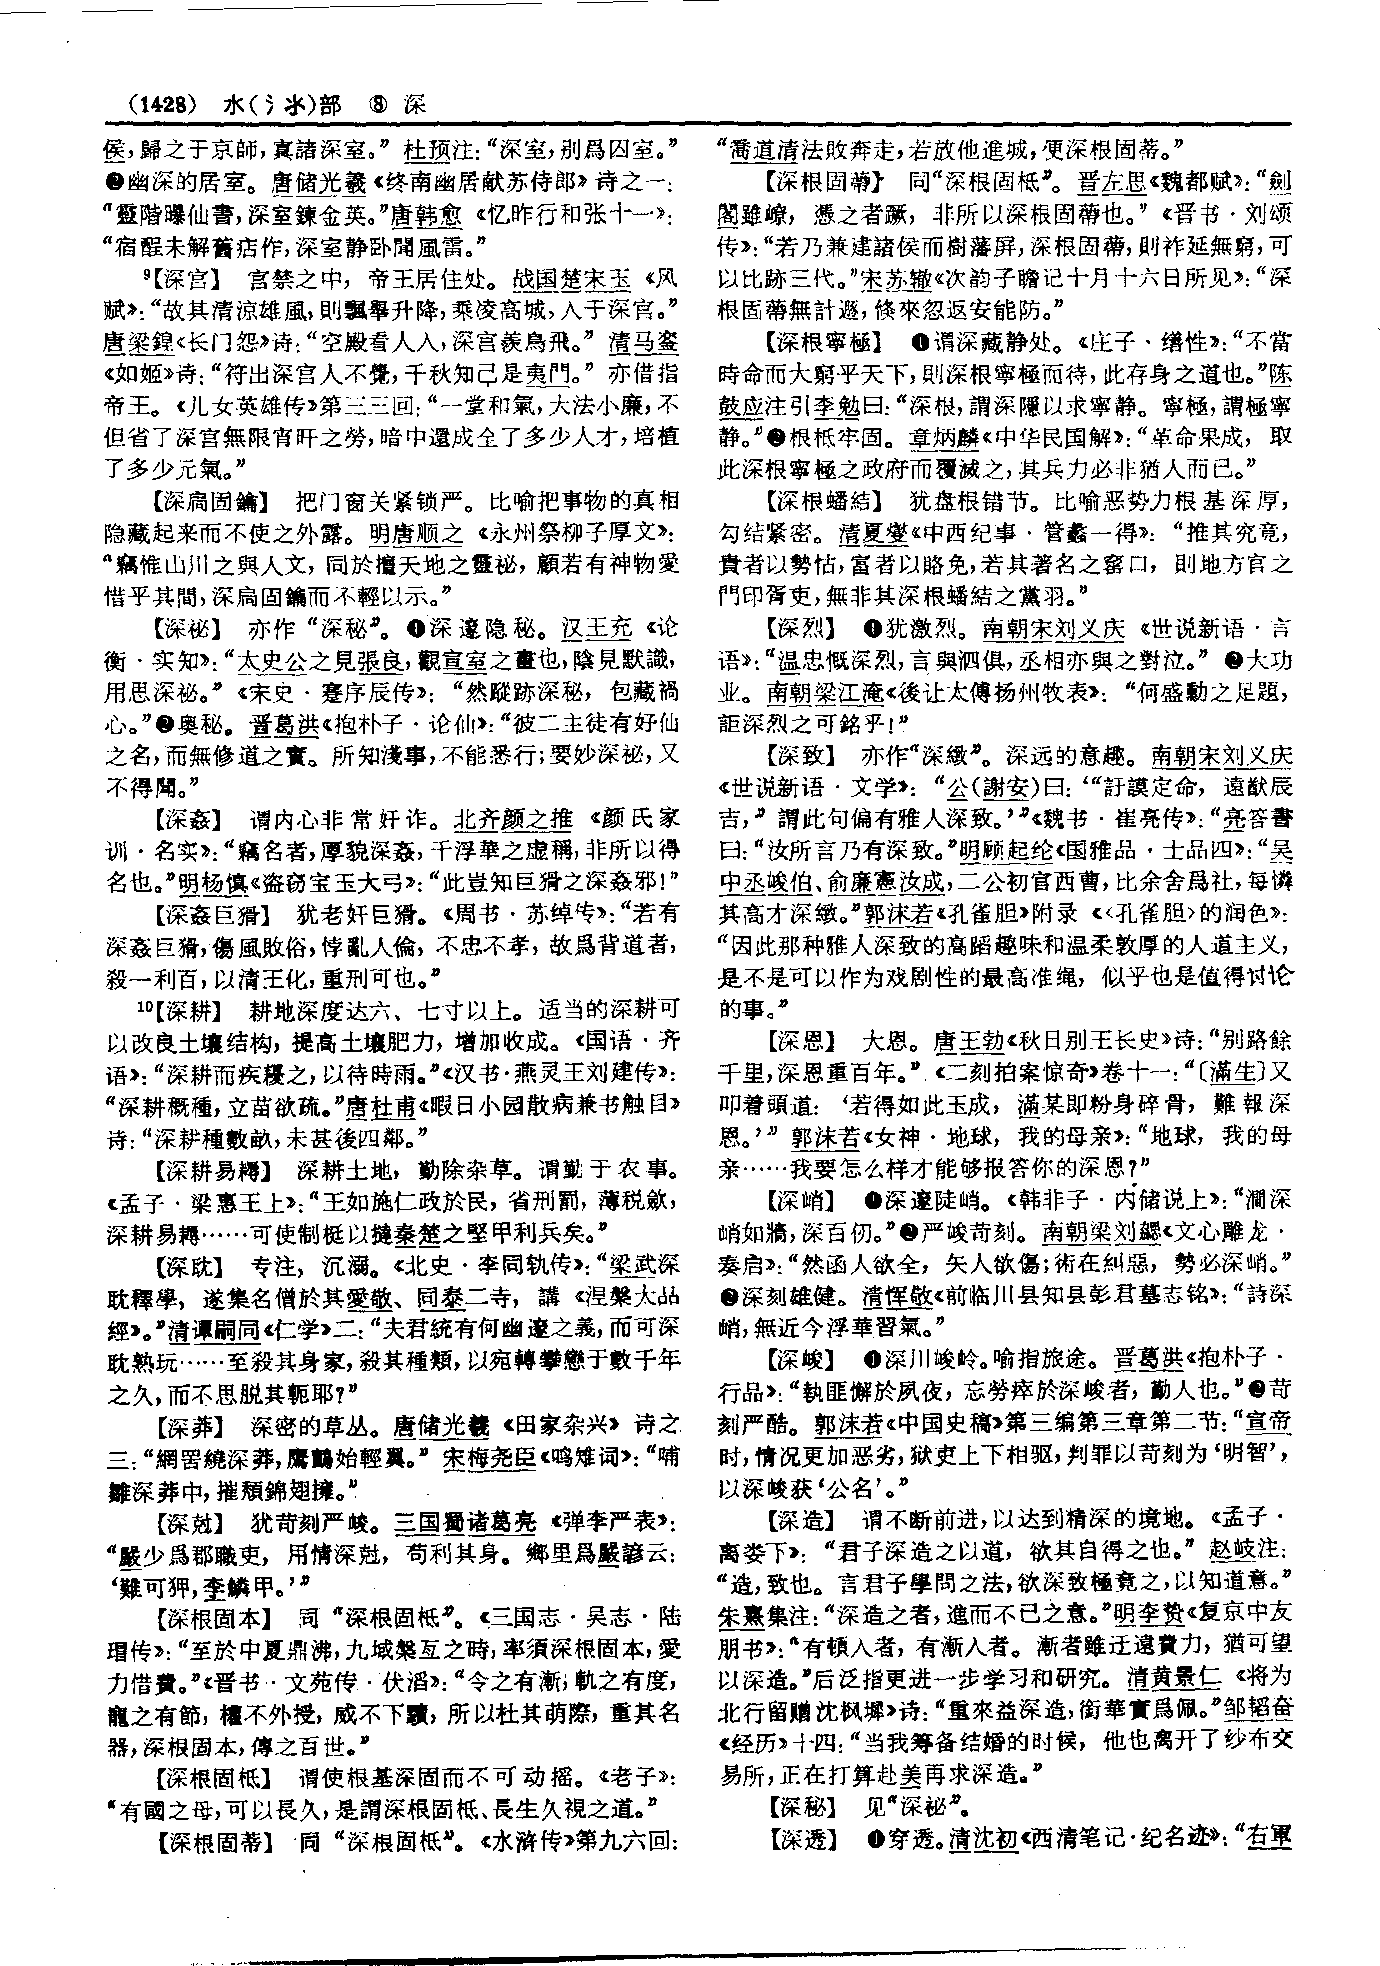 (1428) 水(氵氺)部 ⑧ 深
侯，歸之于京師，寘諸深室。”杜预注：“深室，别爲囚室。”
❷幽深的居室。唐储光羲《终南幽居献苏侍郎》诗之一：
“靈階曝仙書，深室鍊金英。”唐韩愈《忆昨行和张十一》：
“宿酲未解舊痁作，深室静卧聞風雷。”
⁹【深宫】 宫禁之中，帝王居住处。战国楚宋玉《风
赋》：“故其清涼雄風，則飄舉升降，乘凌高城，入于深宫。”
唐梁鍠《长门怨》诗：“空殿看人入，深宫羡鳥飛。”清马銮
《如姬》诗：“符出深宫人不覺，千秋知己是夷門。”亦借指
帝王。《儿女英雄传》第三三回：“一堂和氣，大法小廉，不
但省了深宫無限宵旰之勞，暗中還成全了多少人才，培植
了多少元氣。”
【深扃固鐍】 把门窗关紧锁严。比喻把事物的真相
隐藏起来而不使之外露。明唐顺之《永州祭柳子厚文》：
“竊惟山川之與人文，同於擅天地之靈祕，顧若有神物愛
惜乎其間，深扃固鐍而不輕以示。”
【深祕】 亦作“深秘”。❶深邃隐秘。汉王充《论
衡·实知》：“太史公之見張良，觀宣室之畫也，陰見默識，
用思深祕。”《宋史·蹇序辰传》：“然蹤跡深秘，包藏禍
心。”❷奥秘。晋葛洪《抱朴子·论仙》：“彼二主徒有好仙
之名，而無修道之實。所知淺事，不能悉行；要妙深祕，又
不得聞。”
【深姦】 谓内心非常奸诈。北齐颜之推《颜氏家
训·名实》：“竊名者，厚貌深姦，干浮華之虚稱，非所以得
名也。”明杨慎《盗窃宝玉大弓》：“此豈知巨猾之深姦邪！”
【深姦巨猾】 犹老奸巨猾。《周书·苏绰传》：“若有
深姦巨猾，傷風敗俗，悖亂人倫，不忠不孝，故爲背道者，
殺一利百，以清王化，重刑可也。”
¹⁰【深耕】 耕地深度达六、七寸以上。适当的深耕可
以改良土壤结构，提高土壤肥力，增加收成。《国语·齐
语》：“深耕而疾耰之，以待時雨。”《汉书·燕灵王刘建传》：
“深耕穊種，立苗欲疏。”唐杜甫《暇日小园散病兼书触目》
诗：“深耕種數畝，未甚後四鄰。”
【深耕易耨】 深耕土地，勤除杂草。谓勤于农事。
《孟子·梁惠王上》：“王如施仁政於民，省刑罰，薄税斂，
深耕易耨……可使制梃以撻秦楚之堅甲利兵矣。”
【深耽】 专注，沉溺。《北史·李同轨传》：“梁武深
耽釋學，遂集名僧於其愛敬、同泰二寺，講《涅槃大品
經》。”清谭嗣同《仁学》二：“夫君統有何幽邃之義，而可深
耽熟玩……至殺其身家，殺其種類，以宛轉攣戀于數千年
之久，而不思脱其軛耶？”
【深莽】 深密的草丛。唐储光羲《田家杂兴》诗之
三：“網罟繞深莽，鷹鸇始輕翼。”宋梅尧臣《鸣雉词》：“哺
雛深莽中，摧頹錦翅擁。”
【深尅】 犹苛刻严峻。三国蜀诸葛亮《弹李严表》：
“嚴少爲郡職吏，用情深尅，苟利其身。鄉里爲嚴諺云：
‘難可狎，李鱗甲。’”
【深根固本】 同“深根固柢”。《三国志·吴志·陆
瑁传》：“至於中夏鼎沸，九域槃互之時，率須深根固本，愛
力惜費。”《晋书·文苑传·伏滔》：“令之有漸，軌之有度，
寵之有節，權不外授，威不下黷，所以杜其萌際，重其名
器，深根固本，傳之百世。”
【深根固柢】 谓使根基深固而不可动摇。《老子》：
“有國之母，可以長久，是謂深根固柢、長生久視之道。”
【深根固蒂】 同“深根固柢”。《水浒传》第九六回：
“喬道清法敗奔走，若放他進城，便深根固蒂。”
【深根固蔕】 同“深根固柢”。晋左思《魏都赋》：“劍
閣雖嶛，憑之者蹶，非所以深根固蔕也。”《晋书·刘颂
传》：“若乃兼建諸侯而樹藩屏，深根固蔕，則祚延無窮，可
以比跡三代。”宋苏辙《次韵子瞻记十月十六日所见》：“深
根固蔕無計遯，倐來忽返安能防。”
【深根寧極】 ❶谓深藏静处。《庄子·缮性》：“不當
時命而大窮乎天下，則深根寧極而待，此存身之道也。”陈
鼓应注引李勉曰：“深根，謂深隱以求寧静。寧極，謂極寧
静。”❷根柢牢固。章炳麟《中华民国解》：“革命果成，取
此深根寧極之政府而覆滅之，其兵力必非猶人而已。”
【深根蟠結】 犹盘根错节。比喻恶势力根基深厚，
勾结紧密。清夏燮《中西纪事·管蠡一得》：“推其究竟，
貴者以勢怙，富者以賂免，若其著名之窰口，則地方官之
門印胥吏，無非其深根蟠結之黨羽。”
【深烈】 ❶犹激烈。南朝宋刘义庆《世说新语·言
语》：“温忠慨深烈，言與泗俱，丞相亦與之對泣。”❷大功
业。南朝梁江淹《後让太傅扬州牧表》：“何盛勳之足題，
詎深烈之可銘乎！”
【深致】 亦作“深緻”。深远的意趣。南朝宋刘义庆
《世说新语·文学》：“公（謝安）曰：‘“訏謨定命，遠猷辰
吉，”謂此句偏有雅人深致。’”《魏书·崔亮传》：“亮答書
曰：“汝所言乃有深致。”明顾起纶《国雅品·士品四》：“吴
中丞峻伯、俞廉憲汝成，二公初官西曹，比余舍爲社，每憐
其高才深緻。”郭沫若《孔雀胆》附录《〈孔雀胆〉的润色》：
“因此那种雅人深致的高蹈趣味和温柔敦厚的人道主义，
是不是可以作为戏剧性的最高准绳，似乎也是值得讨论
的事。”
【深恩】 大恩。唐王勃《秋日别王长史》诗：“别路餘
千里，深恩重百年。”《二刻拍案惊奇》卷十一：“〔滿生〕又
叩着頭道：‘若得如此玉成，滿某即粉身碎骨，難報深
恩。’”郭沫若《女神·地球，我的母亲》：“地球，我的母
亲……我要怎么样才能够报答你的深恩？”
【深峭】 ❶深邃陡峭。《韩非子·内储说上》：“澗深
峭如牆，深百仞。”❷严峻苛刻。南朝梁刘勰《文心雕龙·
奏启》：“然函人欲全，矢人欲傷；術在糾惡，勢必深峭。”
❸深刻雄健。清恽敬《前临川县知县彭君墓志铭》：“詩深
峭，無近今浮華習氣。”
【深峻】 ❶深川峻岭。喻指旅途。晋葛洪《抱朴子·
行品》：“執匪懈於夙夜，忘勞瘁於深峻者，勤人也。”❷苛
刻严酷。郭沫若《中国史稿》第三编第三章第二节：“宣帝
时，情况更加恶劣，狱吏上下相驱，判罪以苛刻为‘明智’，
以深峻获‘公名’。”
【深造】 谓不断前进，以达到精深的境地。《孟子·
离娄下》：“君子深造之以道，欲其自得之也。”赵岐注：
“造，致也。言君子學問之法，欲深致極竟之，以知道意。”
朱熹集注：“深造之者，進而不已之意。”明李贽《复京中友
朋书》：“有頓入者，有漸入者。漸者雖迂遠費力，猶可望
以深造。”后泛指更进一步学习和研究。清黄景仁《将为
北行留赠沈枫墀》诗：“重來益深造，銜華實爲佩。”邹韬奋
《经历》十四：“当我筹备结婚的时候，他也离开了纱布交
易所，正在打算赴美再求深造。”
【深秘】 见“深祕”。
【深透】 ❶穿透。清沈初《西清笔记·纪名迹》：“右軍